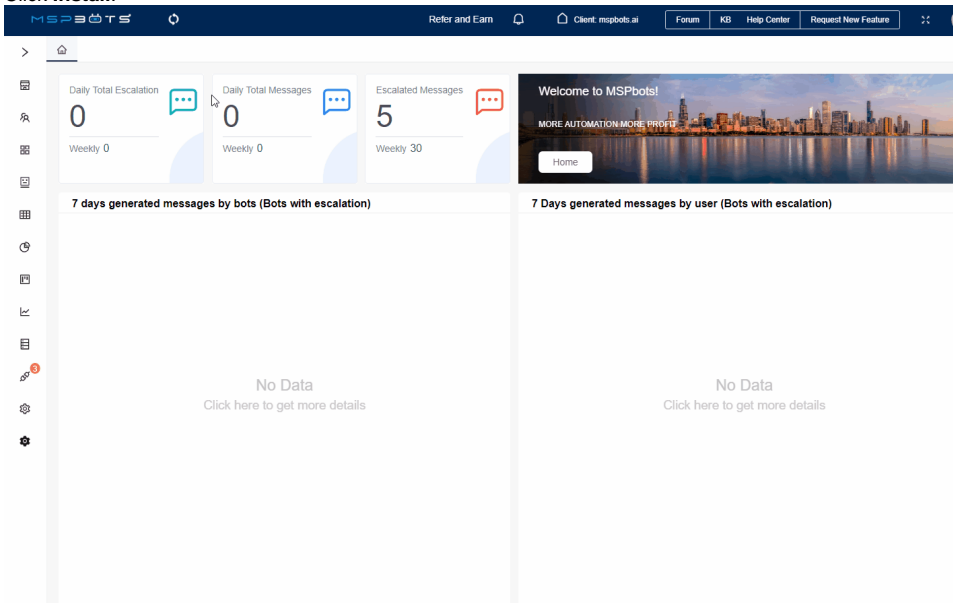 Click Install.
MSPBOTS
Refer and Earn
Client: mspbots.ai
Forum
KB
Help Center
Request New Feature
Daily Total Escalation
0
Weekly 0
Daily Total Messages
0
Weekly 0
Escalated Messages
5
Weekly 30
Welcome to MSPbots!
MORE AUTOMATION·MORE PROFIT
Home
7 days generated messages by bots (Bots with escalation)
7 Days generated messages by user (Bots with escalation)
No Data
Click here to get more details
No Data
Click here to get more details
3